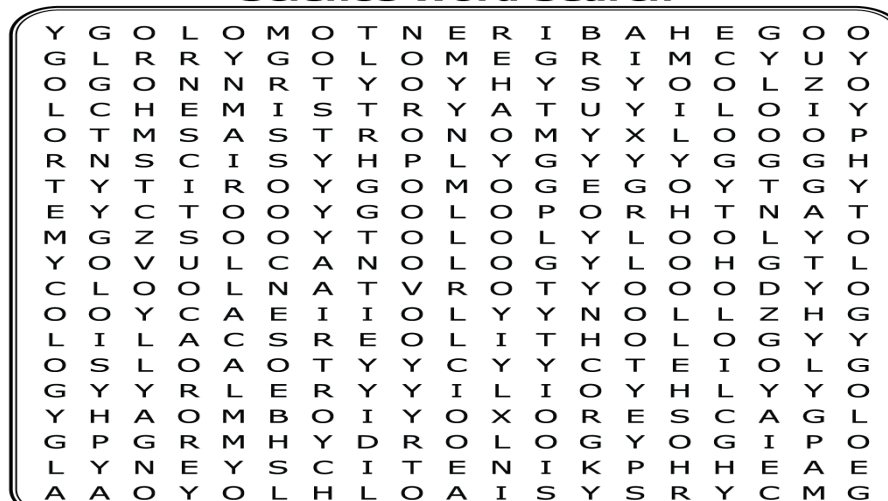 Science Word Search
Y G O L O M O T N E R I B A H E G O O
G L R R Y G O L O M E G R I M C Y U Y
O G O N N R T Y O Y H Y S Y O O L Z O
L C H E M I S T R Y A T U Y I L O I Y
O T M S A S T R O N O M Y X L O O O P
R N S C I S Y H P L Y G Y Y Y G G G H
T Y T I R O Y G O M O G E G O Y T G Y
E Y C T O O Y G O L O P O R H T N A T
M G Z S O O Y T O L O L Y L O O L Y O
Y O V U L C A N O L O G Y L O H G T L
C L O O L N A T V R O T Y O O O D Y O
O O Y C A E I I O L Y Y N O L L Z H G
L I L A C S R E O L I T H O L O G Y Y
O S L O A O T Y Y C Y Y C T E I O L G
G Y Y R L E R Y Y I L I O Y H L Y Y O
Y H A O M B O I Y O X O R E S C A G L
G P G R M H Y D R O L O G Y O G I P O
L Y N E Y S C I T E N I K P H H E A E
A A O Y O L H L O A I S Y S R Y C M G